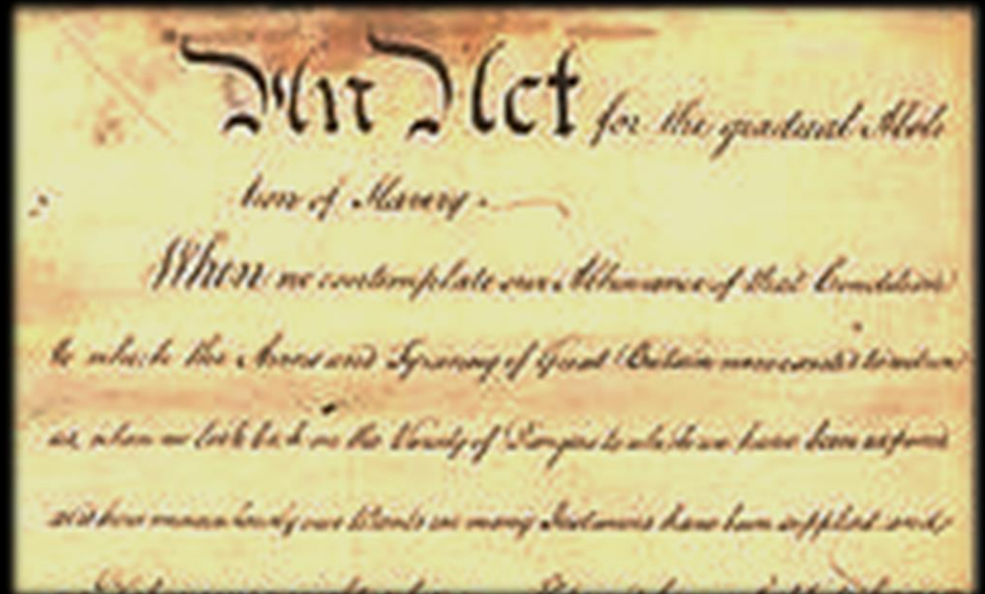 An Act for the gradual Aboli
tion of Slavery
When we contemplate our Abhorrence of that Condition
to which the Arms and Tyranny of Great Britain were exerted to reduce
us, when we look back on the Variety of Dangers to which we have been exposed
and how miraculously our Wants in many Instances have been supplied and